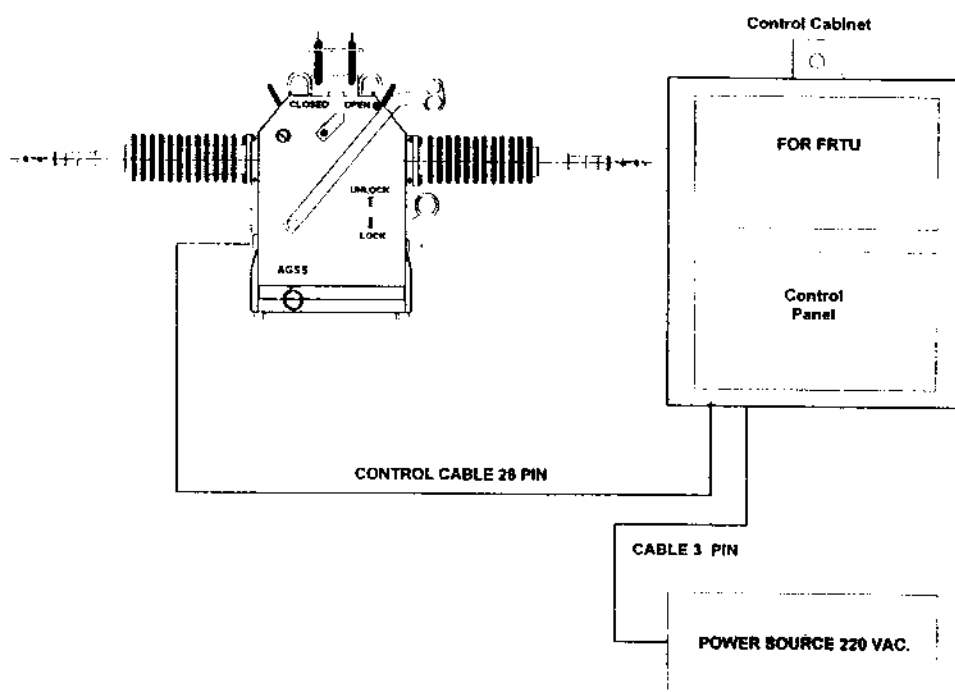 Control Cabinet
CLOSED OPEN
FOR FRTU
UNLOCK
LOCK
AGS5
Control
Panel
CONTROL CABLE 26 PIN
CABLE 3 PIN
POWER SOURCE 220 VAC.